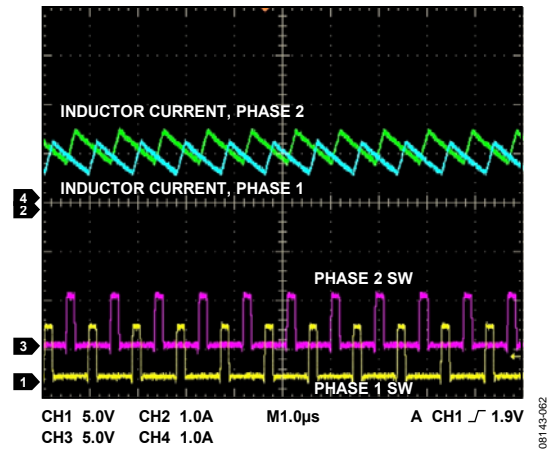 INDUCTOR CURRENT, PHASE 2
INDUCTOR CURRENT, PHASE 1
4
2
PHASE 2 SW
3
1
PHASE 1 SW
CH1 5.0V CH2 1.0A M1.0µs A CH1 1.9V
CH3 5.0V CH4 1.0A
08143-062